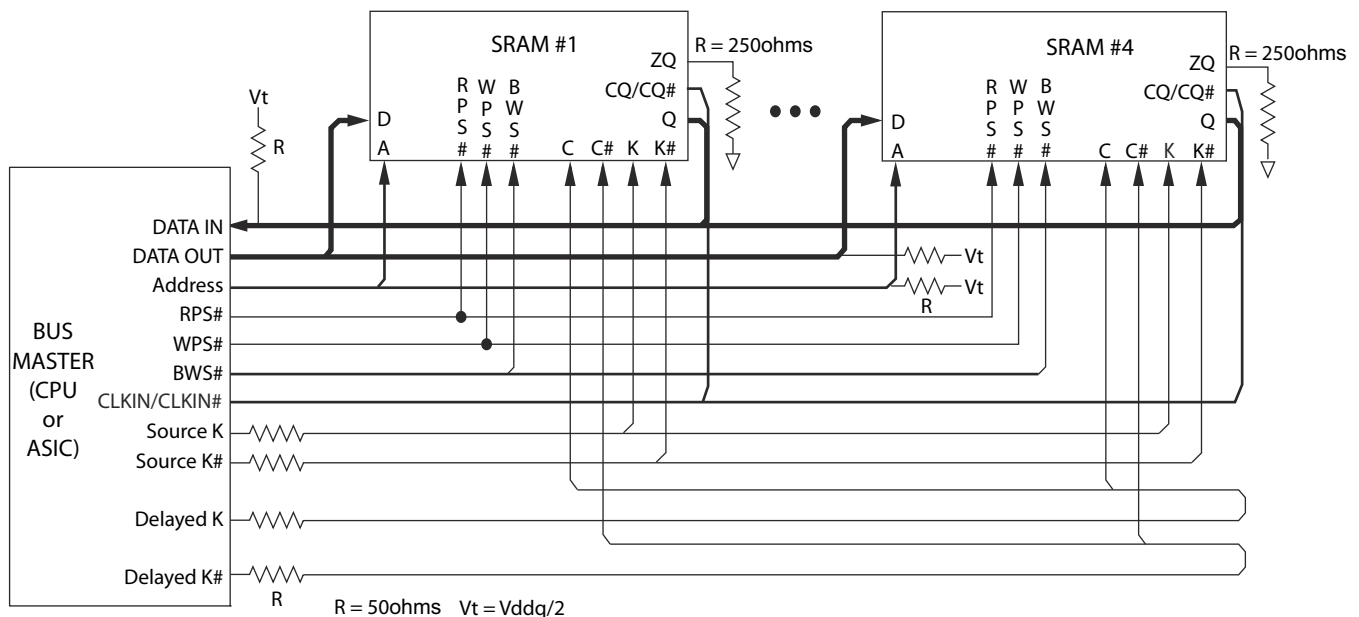 SRAM #1
R = 250ohms
ZQ
CQ/CQ#
Q
D
A
RPS#
WPS#
BWS#
C
C#
K
K#
SRAM #4
R = 250ohms
ZQ
CQ/CQ#
Q
D
A
RPS#
WPS#
BWS#
C
C#
K
K#
Vt
R
DATA IN
DATA OUT
Vt
Address
Vt
R
RPS#
WPS#
BWS#
CLKIN/CLKIN#
Source K
Source K#
Delayed K
Delayed K#
BUS
MASTER
(CPU
or
ASIC)
R
R = 50ohms Vt = Vddq/2